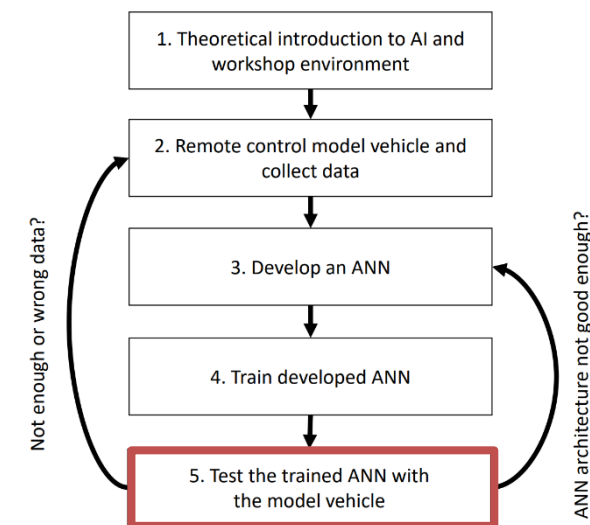 1. Theoretical introduction to AI and
workshop environment
2. Remote control model vehicle and
collect data
Not enough or wrong data?
ANN architecture not good enough?
3. Develop an ANN
4. Train developed ANN
5. Test the trained ANN with
the model vehicle